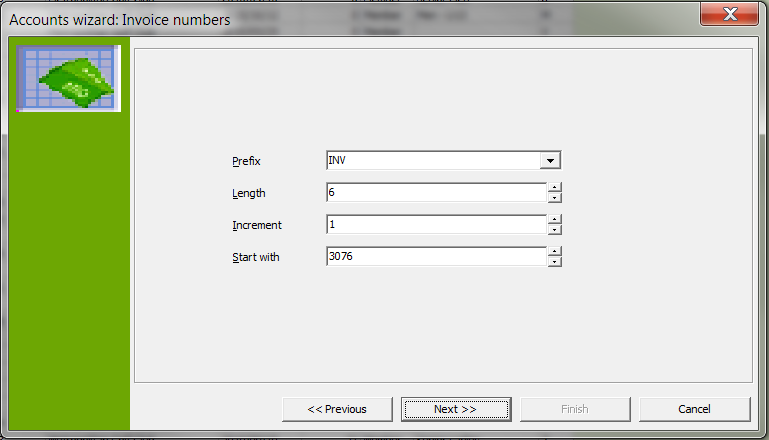 Accounts wizard: Invoice numbers
Prefix INV
Length 6
Increment 1
Start with 3076
<< Previous Next >> Finish Cancel